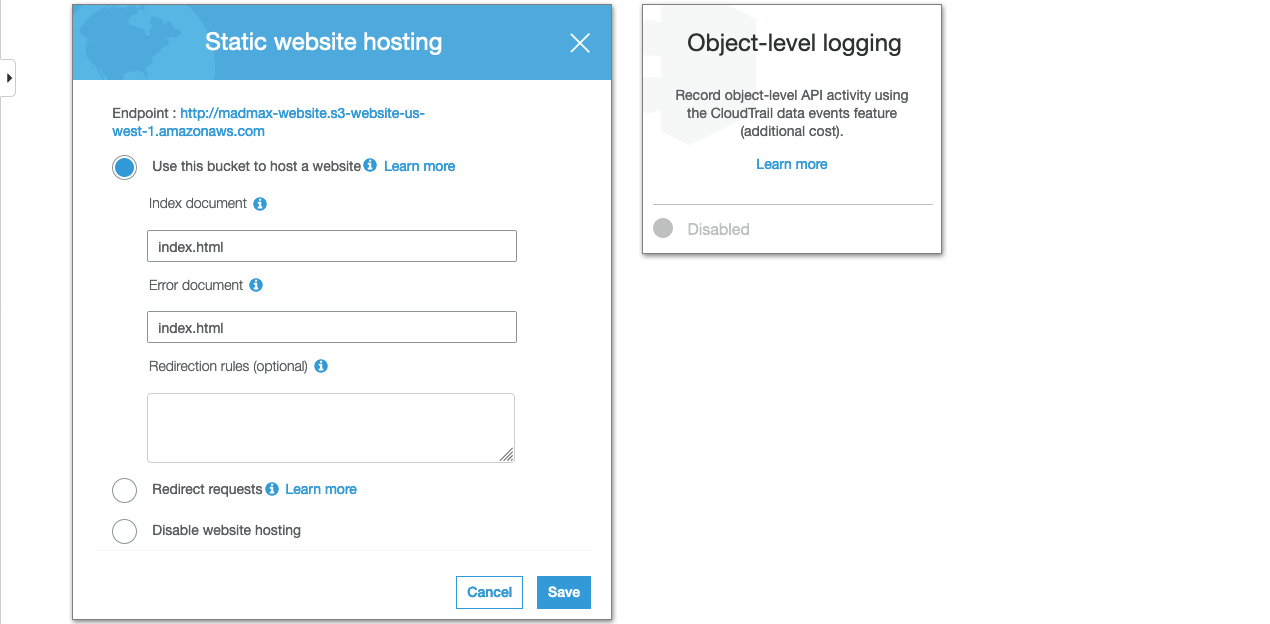 Static website hosting
Endpoint : http://madmax-website.s3-website-us-
west-1.amazonaws.com
Use this bucket to host a website Learn more
Index document
index.html
Error document
index.html
Redirection rules (optional)
Redirect requests Learn more
Disable website hosting
Cancel Save
Object-level logging
Record object-level API activity using
the CloudTrail data events feature
(additional cost).
Learn more
Disabled